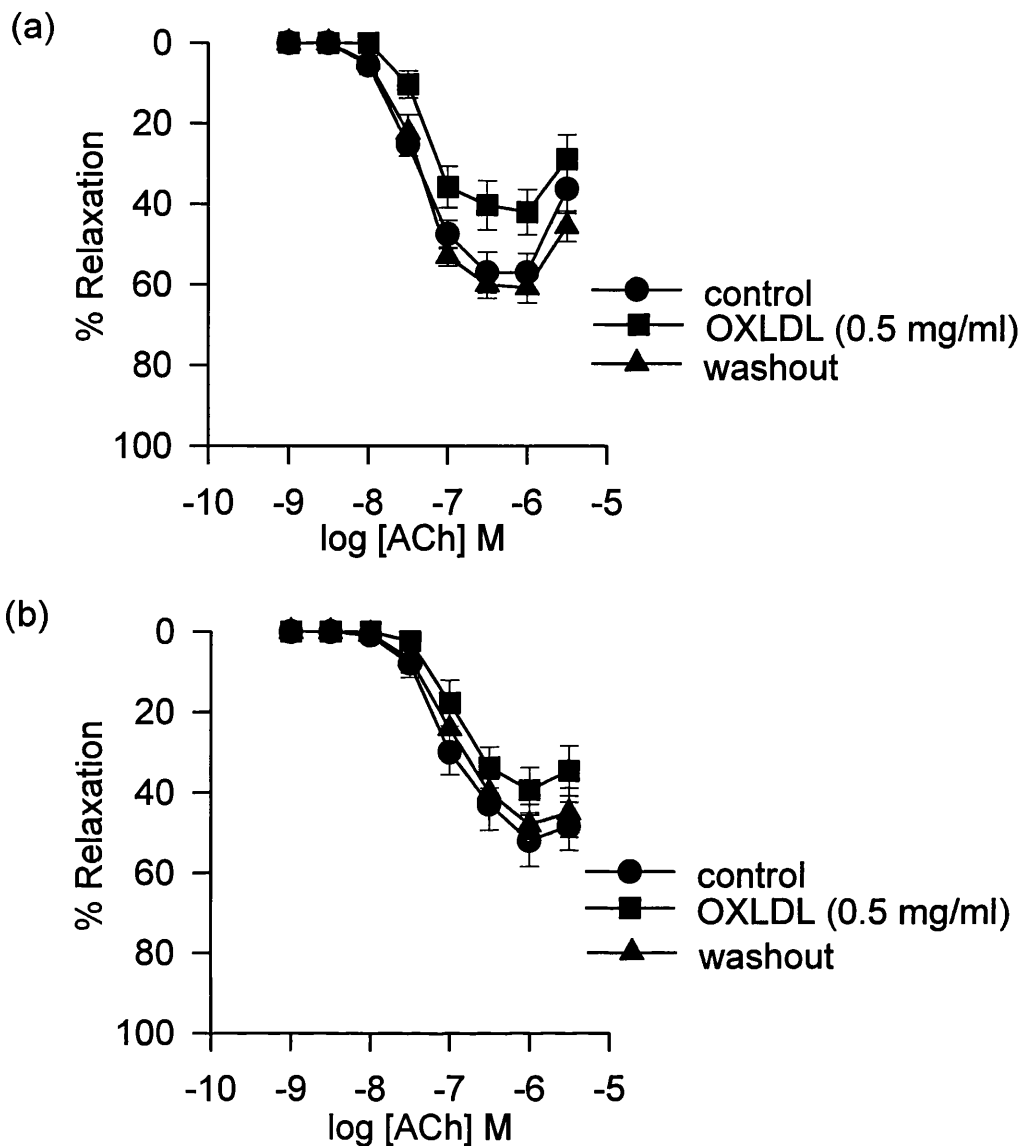 (a)
0
20
40
60
80
100
% Relaxation
-10 -9 -8 -7 -6 -5
log [ACh] M
control
OXLDL (0.5 mg/ml)
washout
(b)
0
20
40
60
80
100
% Relaxation
-10 -9 -8 -7 -6 -5
log [ACh] M
control
OXLDL (0.5 mg/ml)
washout